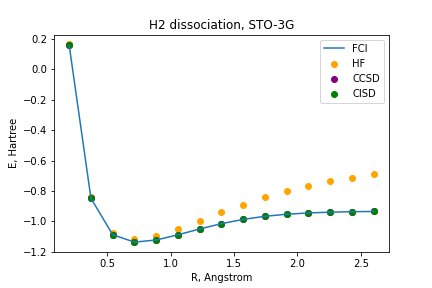 H2 dissociation, STO-3G
FCI
HF
CCSD
CISD
0.2
0.0
−0.2
−0.4
−0.6
−0.8
−1.0
−1.2
E, Hartree
0.5
1.0
1.5
2.0
2.5
R, Angstrom